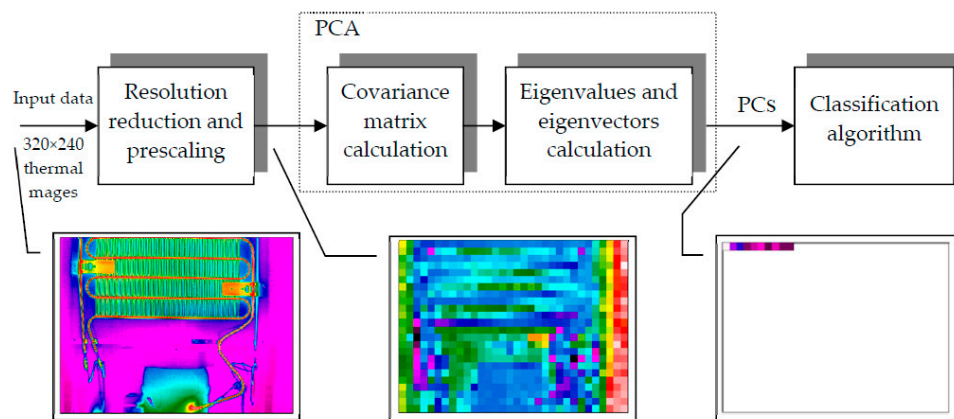 PCA
Input data
320×240
thermal
mages
Resolution
reduction and
prescaling
Covariance
matrix
calculation
Eigenvalues and
eigenvectors
calculation
PCs
Classification
algorithm